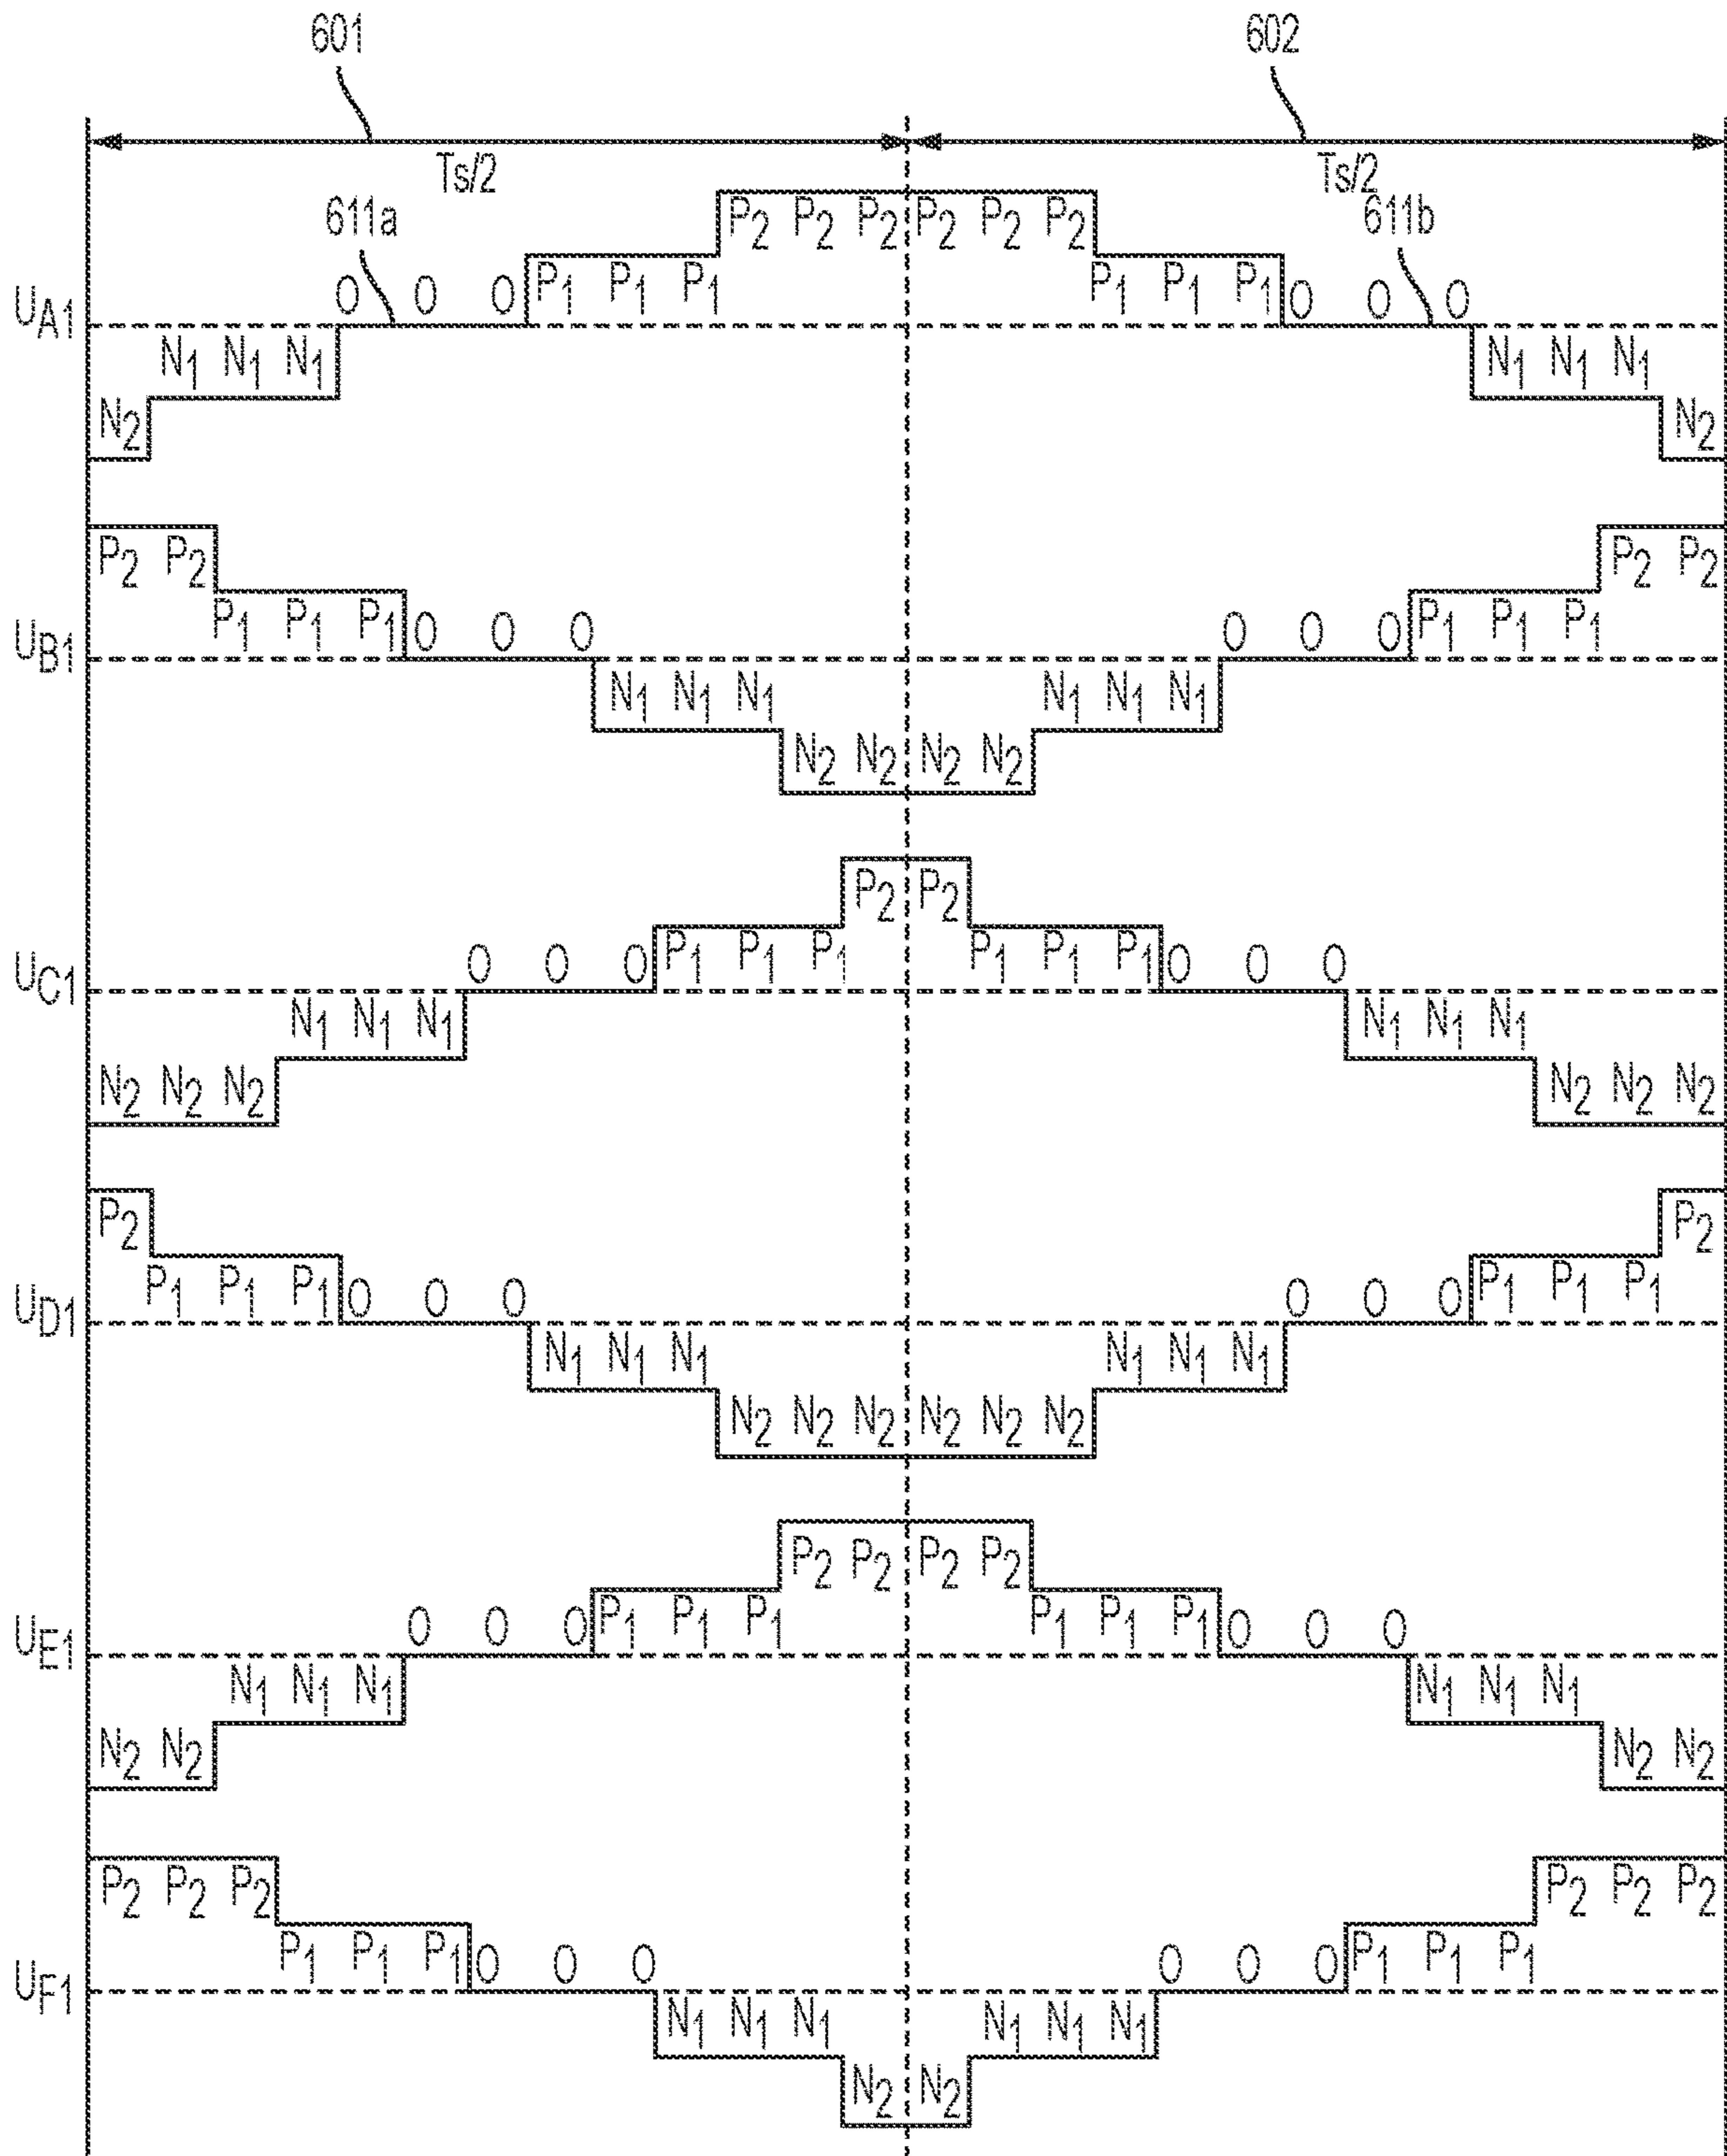 601 602
Ts/2 Ts/2
611a 611b
P2 P2 P2 P2 P2 P2
O O O P1 P1 P1 P1 P1 P1 O O O
UA1
N1 N1 N1 N1 N1 N1
N2 N2
P2 P2 P2 P2
P1 P1 P1 O O O O O O P1 P1 P1
UB1
N1 N1 N1 N1 N1 N1
N2 N2 N2 N2
P2 P2
O O O P1 P1 P1 P1 P1 P1 O O O
UC1
N1 N1 N1 N1 N1 N1
N2 N2 N2 N2 N2 N2
P2 P2
P1 P1 P1 O O O O O O P1 P1 P1
UD1
N1 N1 N1 N1 N1 N1
N2 N2 N2 N2 N2 N2
P2 P2 P2 P2
O O O P1 P1 P1 P1 P1 P1 O O O
UE1
N1 N1 N1 N1 N1 N1
N2 N2 N2 N2
P2 P2 P2 P2 P2 P2
P1 P1 P1 O O O O O O P1 P1 P1
UF1
N1 N1 N1 N1 N1 N1
N2 N2